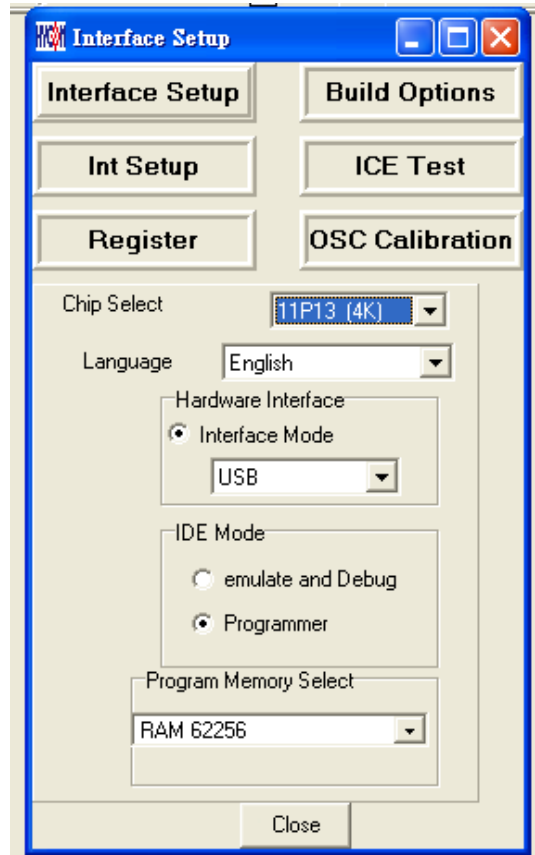 Interface Setup
Interface Setup
Build Options
Int Setup
ICE Test
Register
OSC Calibration
Chip Select
11P13 (4K)
Language
English
Hardware Interface
Interface Mode
USB
IDE Mode
emulate and Debug
Programmer
Program Memory Select
RAM 62256
Close